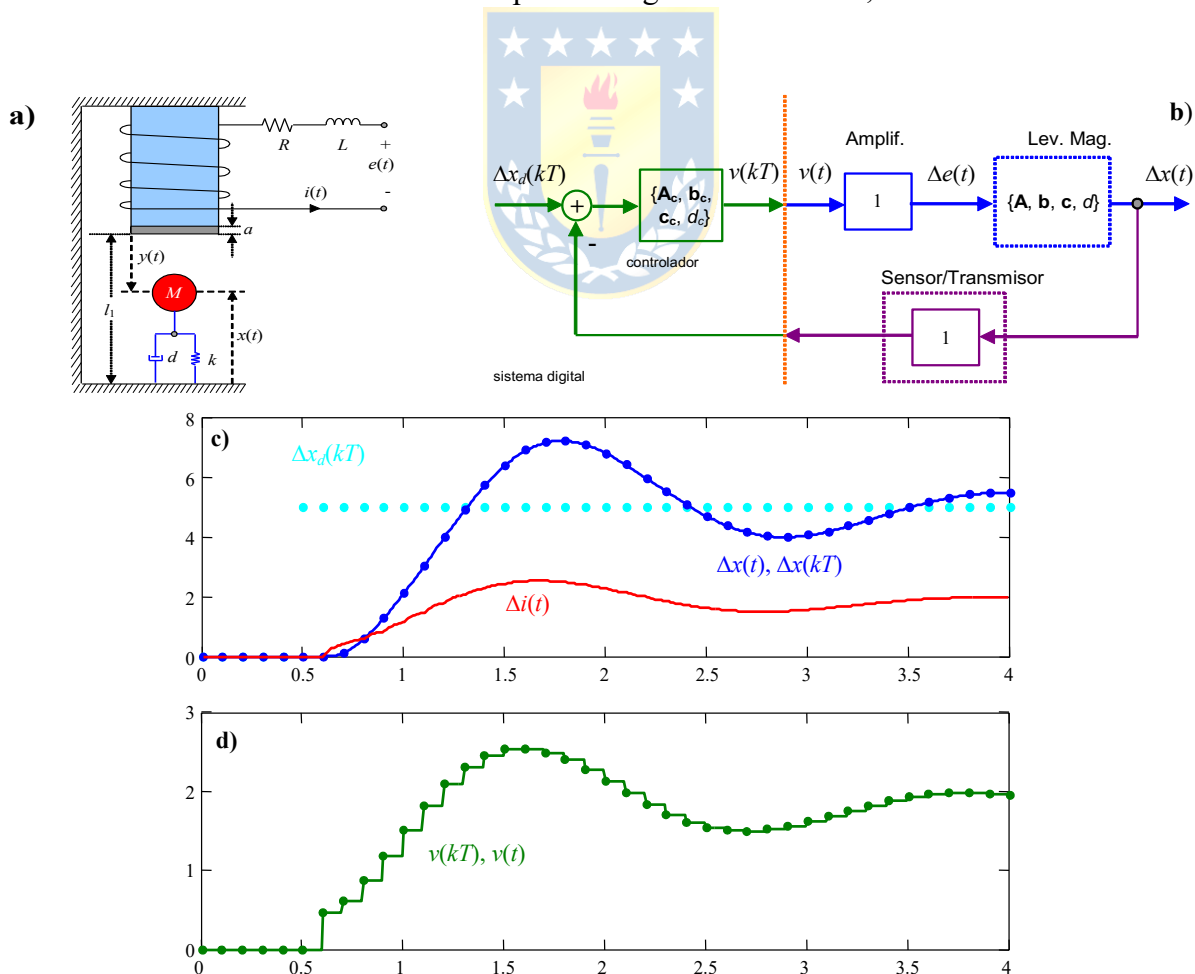 a)
R
L
+
e(t)
-
i(t)
a
y(t)
M
l1
x(t)
d
k
b)
Amplif.
Lev. Mag.
Δxd(kT)
+
-
{Ac, bc,
cc, dc}
controlador
v(kT)
v(t)
1
Δe(t)
{A, b, c, d}
Δx(t)
Sensor/Transmisor
1
sistema digital
c)
8
6
4
2
0
Δxd(kT)
Δx(t), Δx(kT)
Δi(t)
0 0.5 1 1.5 2 2.5 3 3.5 4
d)
3
2
1
0
v(kT), v(t)
0 0.5 1 1.5 2 2.5 3 3.5 4